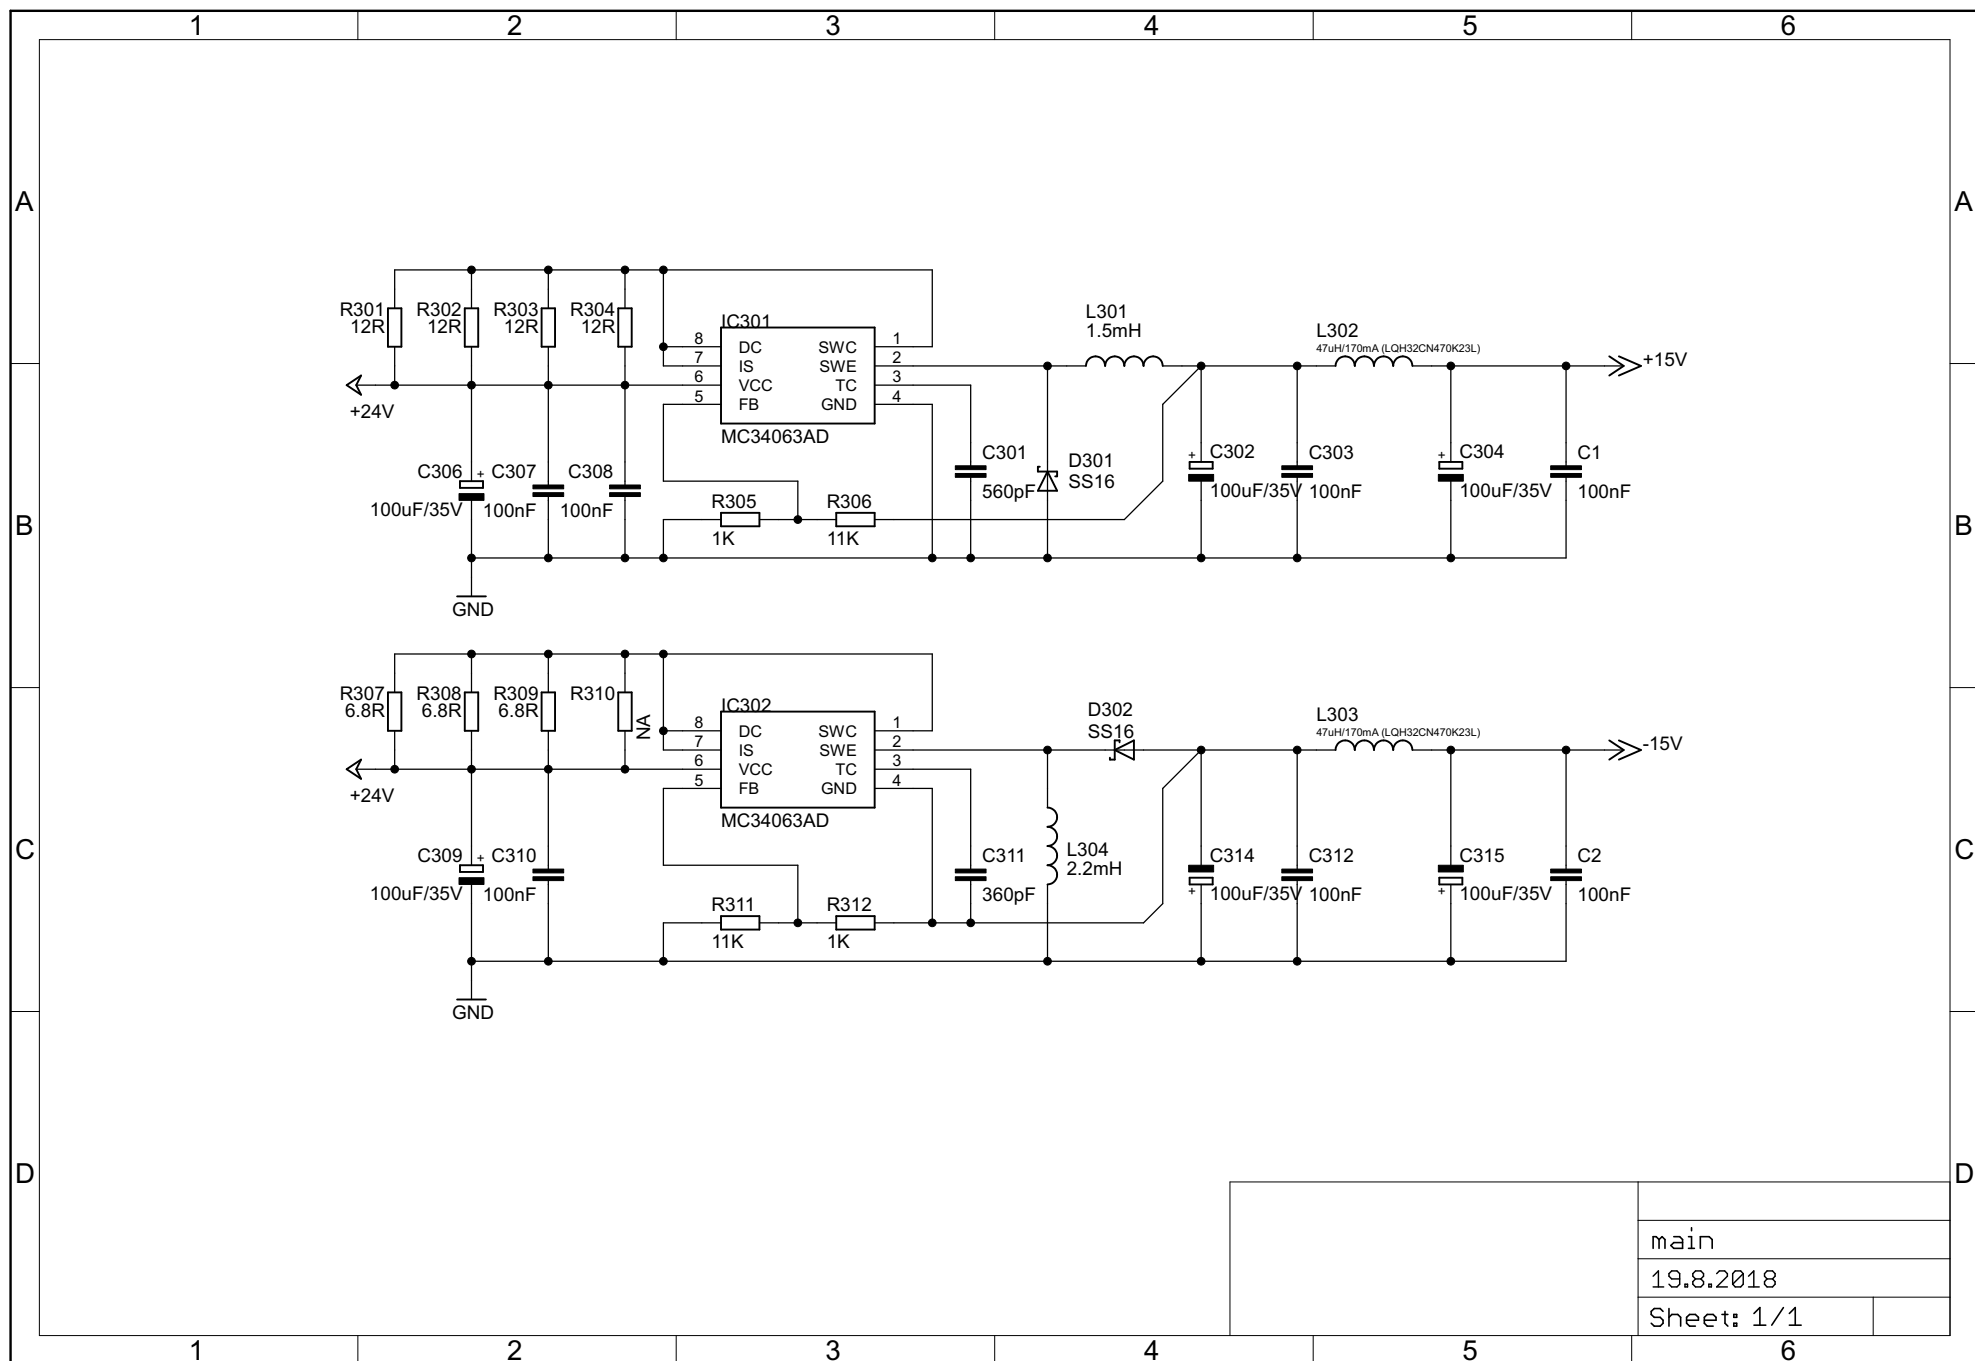 1 2 3 4 5 6
A A
R301 R302 R303 R304
12R 12R 12R 12R
IC301
8 DC SWC 1
7 IS SWE 2
6 VCC TC 3
5 FB GND 4
MC34063AD
L301
1.5mH
L302
47uH/170mA (LQH32CN470K23L)
+15V
+24V
C306 + C307 C308
100uF/35V 100nF 100nF
R305 R306
1K 11K
C301
560pF
D301
SS16
+ C302
100uF/35V
C303
100nF
+ C304
100uF/35V
C1
100nF
B B
GND
R307 R308 R309 R310
6.8R 6.8R 6.8R NA
IC302
8 DC SWC 1
7 IS SWE 2
6 VCC TC 3
5 FB GND 4
MC34063AD
D302
SS16
L303
47uH/170mA (LQH32CN470K23L)
-15V
+24V
C309 + C310
100uF/35V 100nF
R311 R312
11K 1K
C311
360pF
L304
2.2mH
C314
+ 100uF/35V
C312
100nF
C315
+ 100uF/35V
C2
100nF
C C
GND
D D
main
19.8.2018
Sheet: 1/1
1 2 3 4 5 6